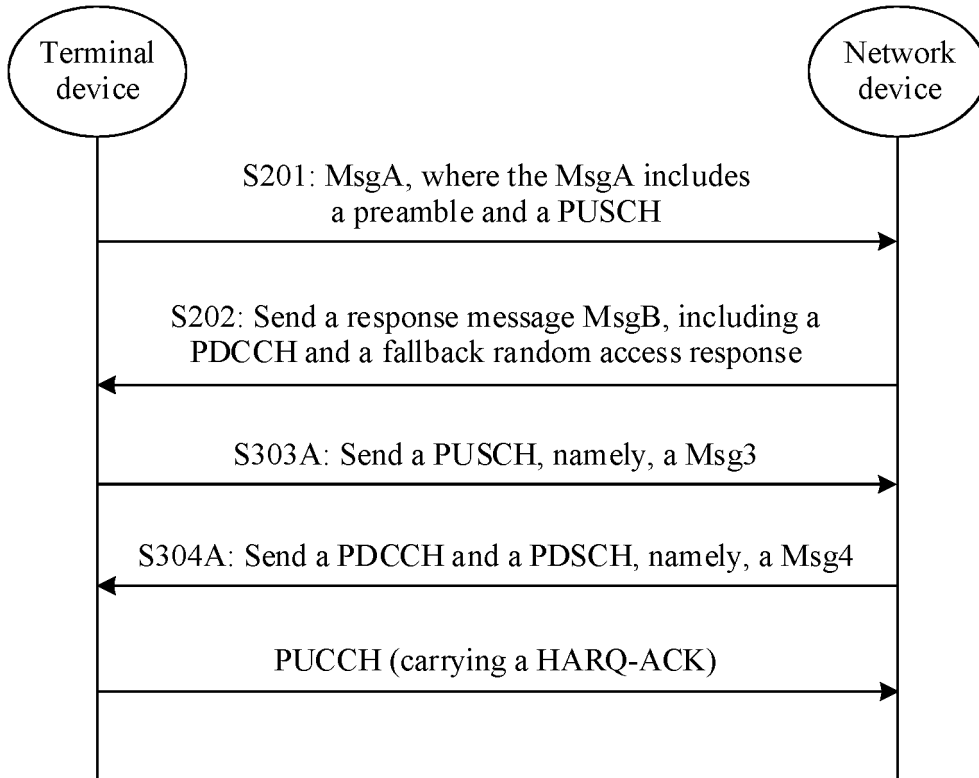 Terminal
device
Network
device
S201: MsgA, where the MsgA includes
a preamble and a PUSCH
S202: Send a response message MsgB, including a
PDCCH and a fallback random access response
S303A: Send a PUSCH, namely, a Msg3
S304A: Send a PDCCH and a PDSCH, namely, a Msg4
PUCCH (carrying a HARQ-ACK)